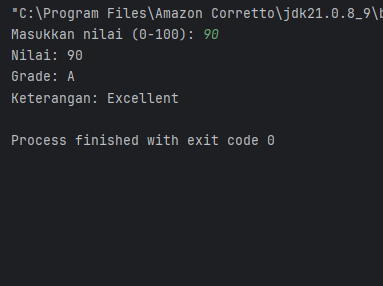 "C:\Program Files\Amazon Corretto\jdk21.0.8_9\b
Masukkan nilai (0-100): 90
Nilai: 90
Grade: A
Keterangan: Excellent
Process finished with exit code 0